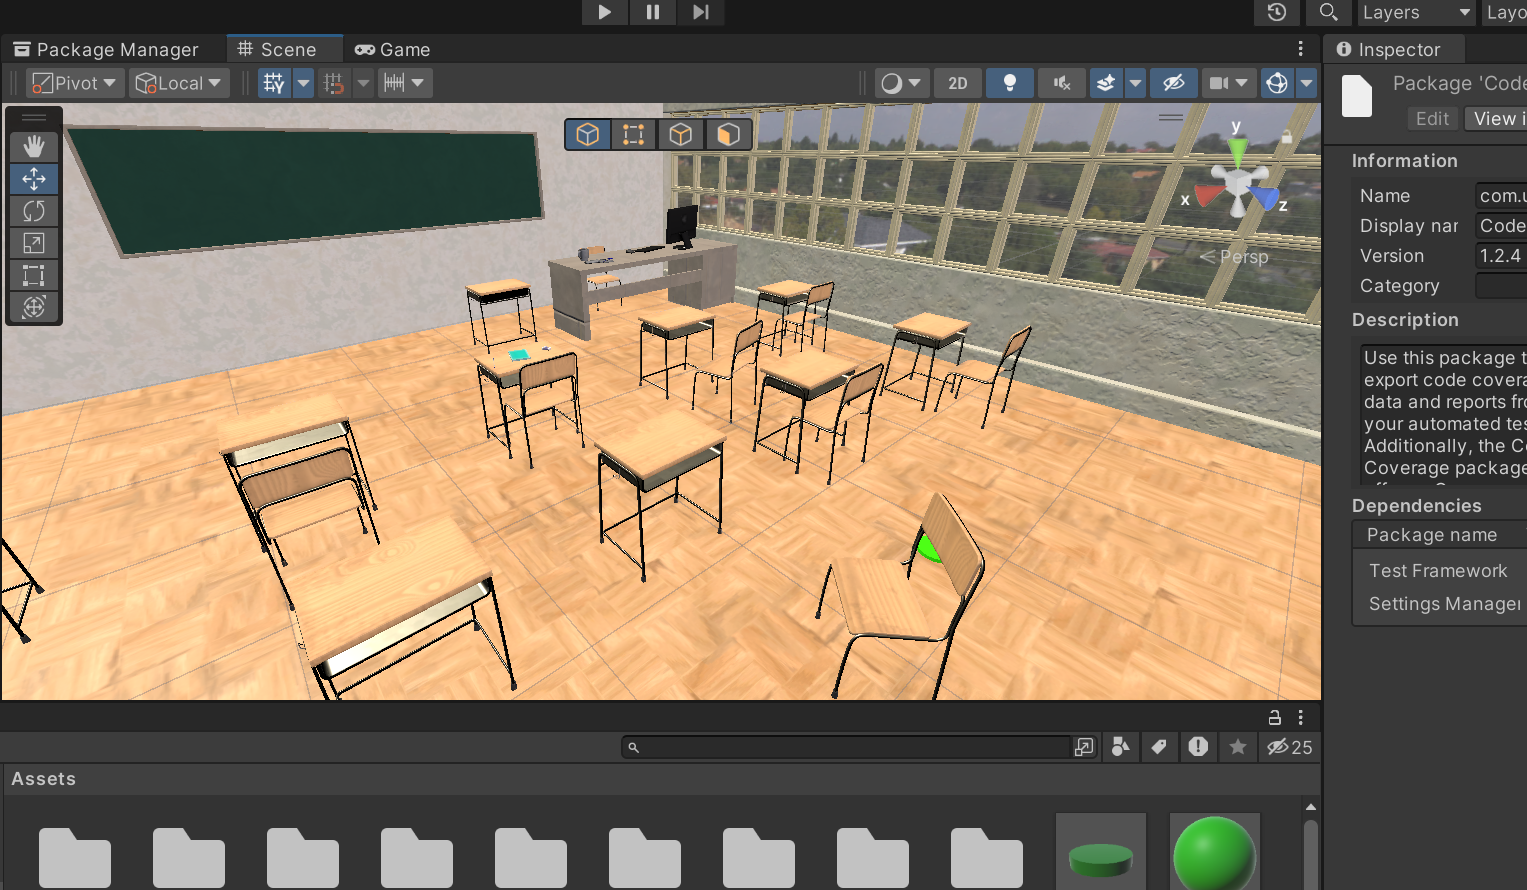 Layers
Layo
Package Manager
Scene
Game
Inspector
Pivot
Local
2D
Package 'Code
Edit
View i
y
x
z
Persp
Information
Name
com.u
Display nar
Code
Version
1.2.4
Category
Description
Use this package t
export code covera
data and reports fro
your automated tes
Additionally, the Co
Coverage package
Dependencies
Package name
Test Framework
Settings Manager
25
Assets